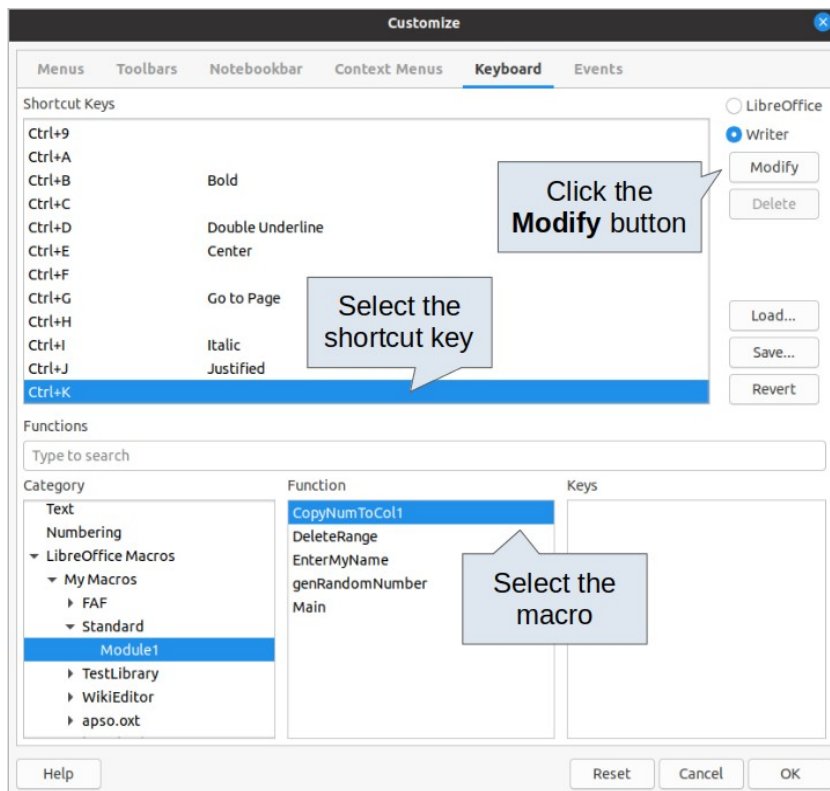 Customize
Menus Toolbars Notebookbar Context Menus Keyboard Events
Shortcut Keys
LibreOffice
Writer
Modify
Delete
Load...
Save...
Revert
Ctrl+9
Ctrl+A
Ctrl+B Bold
Ctrl+C
Ctrl+D Double Underline
Ctrl+E Center
Ctrl+F
Ctrl+G Go to Page
Ctrl+H
Ctrl+I Italic
Ctrl+J Justified
Ctrl+K
Click the
Modify button
Select the
shortcut key
Functions
Type to search
Category
Text
Numbering
LibreOffice Macros
My Macros
FAF
Standard
Module1
TestLibrary
WikiEditor
apso.oxt
Function
CopyNumToCol1
DeleteRange
EnterMyName
genRandomNumber
Main
Select the
macro
Keys
Help Reset Cancel OK